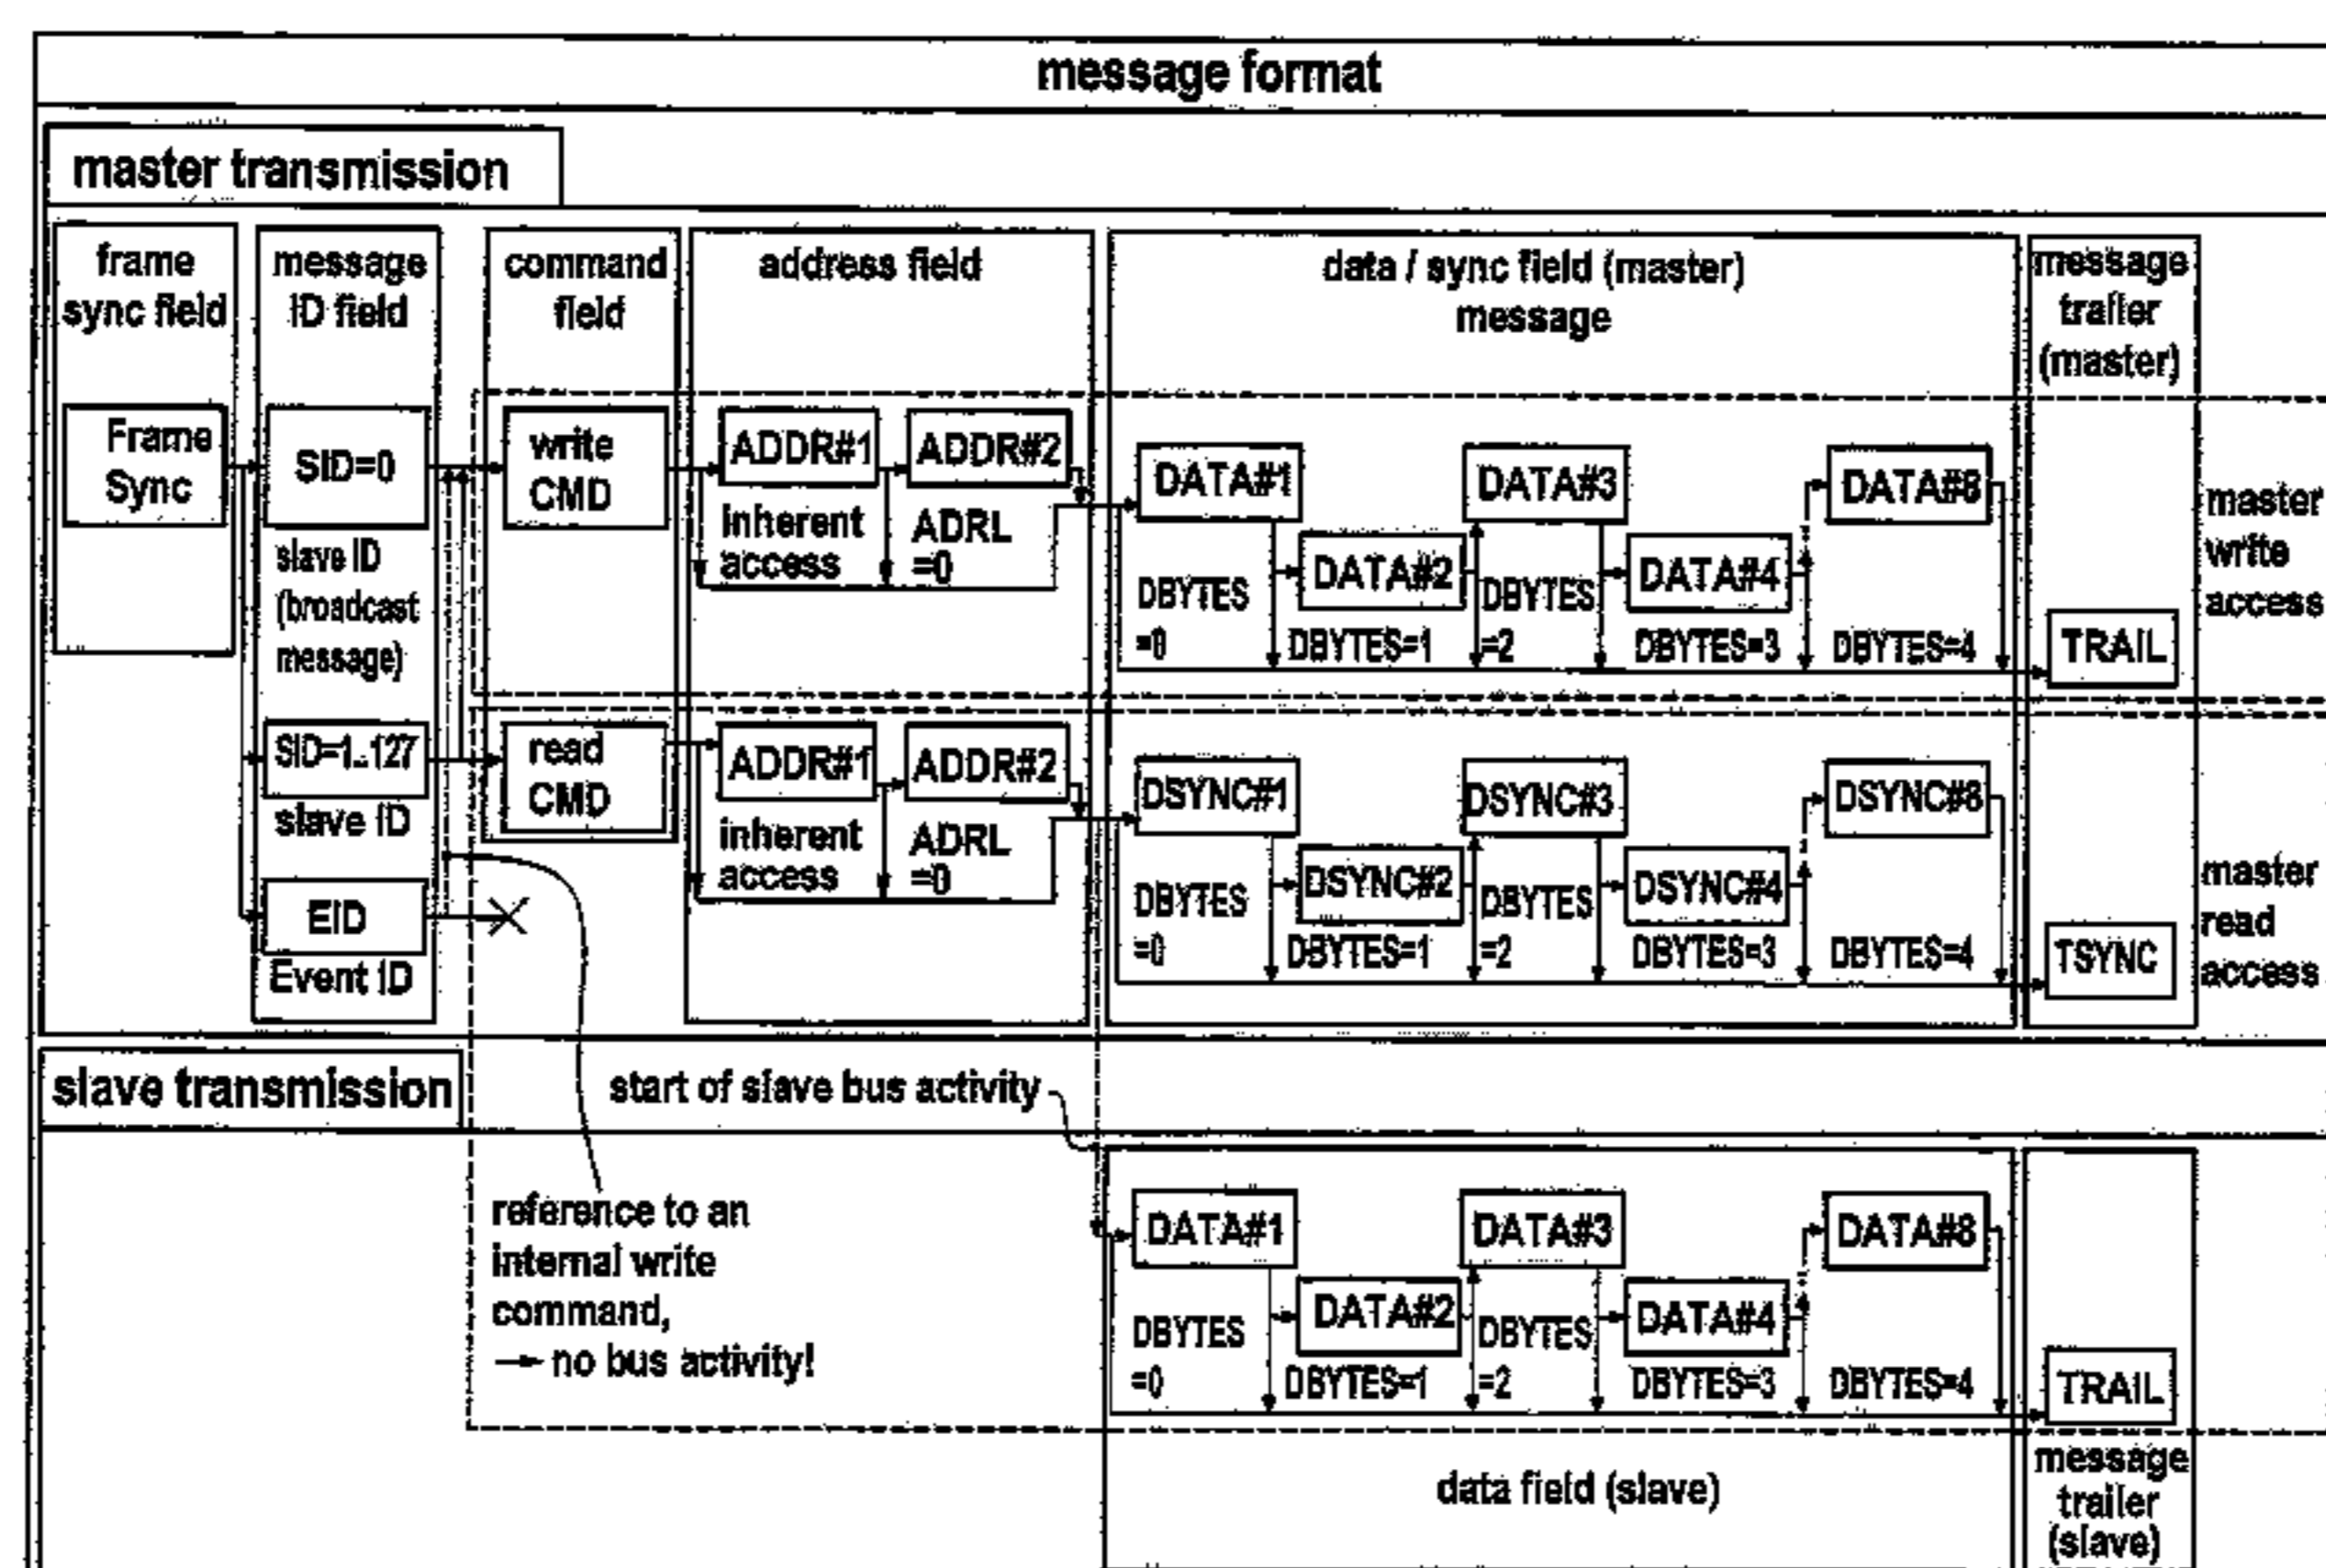 message format
master transmission
frame
sync field
message
ID field
command
field
address field
data / sync field (master)
message
message
trailer
(master)
Frame
Sync
SID=0
slave ID
(broadcast
message)
write
CMD
ADDR#1
ADDR#2
inherent
access
ADRL
=0
DATA#1
DATA#2
DATA#3
DATA#4
DATA#8
DBYTES
=0
DBYTES=1
DBYTES
=2
DBYTES=3
DBYTES=4
TRAIL
master
write
access
SID=1..127
slave ID
read
CMD
ADDR#1
ADDR#2
inherent
access
ADRL
=0
DSYNC#1
DSYNC#2
DSYNC#3
DSYNC#4
DSYNC#8
DBYTES
=0
DBYTES=1
DBYTES
=2
DBYTES=3
DBYTES=4
TSYNC
master
read
access
EID
Event ID
slave transmission
start of slave bus activity
reference to an
internal write
command,
→ no bus activity!
DATA#1
DATA#2
DATA#3
DATA#4
DATA#8
DBYTES
=0
DBYTES=1
DBYTES
=2
DBYTES=3
DBYTES=4
TRAIL
data field (slave)
message
trailer
(slave)